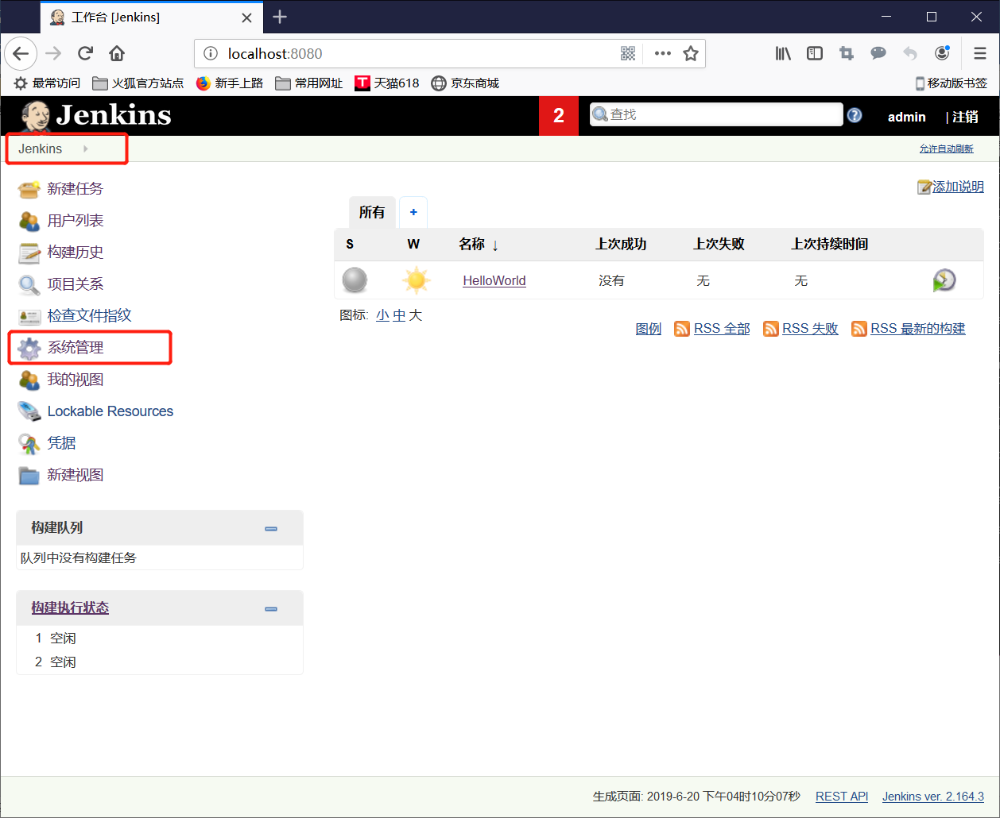 工作台 [Jenkins]
localhost:8080
最常访问 火狐官方站点 新手上路 常用网址 T 天猫618 京东商城 移动版书签
Jenkins 2 查找 ? admin | 注销
Jenkins 允许自动刷新
添加说明
新建任务
用户列表
构建历史
项目关系
检查文件指纹
系统管理
我的视图
Lockable Resources
凭据
新建视图
所有 +
S W 名称 ↓ 上次成功 上次失败 上次持续时间
HelloWorld 没有 无 无
图标: 小 中 大
图例 RSS 全部 RSS 失败 RSS 最新的构建
构建队列
队列中没有构建任务
构建执行状态
1 空闲
2 空闲
生成页面: 2019-6-20 下午04时10分07秒 REST API Jenkins ver. 2.164.3